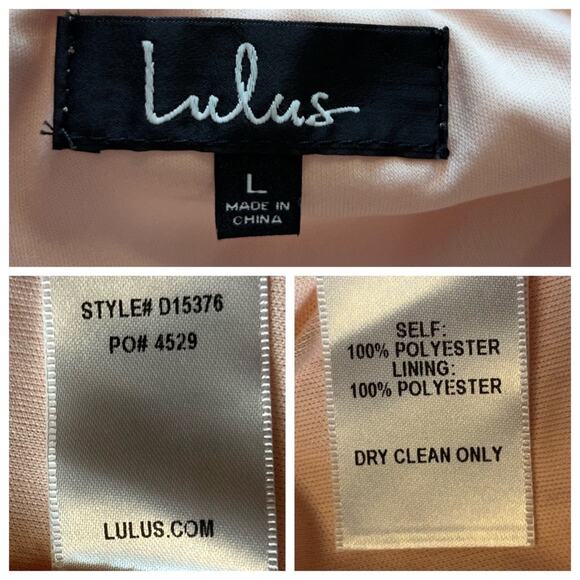 Lulus
L
MADE IN
CHINA
STYLE# D15376
PO# 4529
LULUS.COM
SELF:
100% POLYESTER
LINING:
100% POLYESTER
DRY CLEAN ONLY